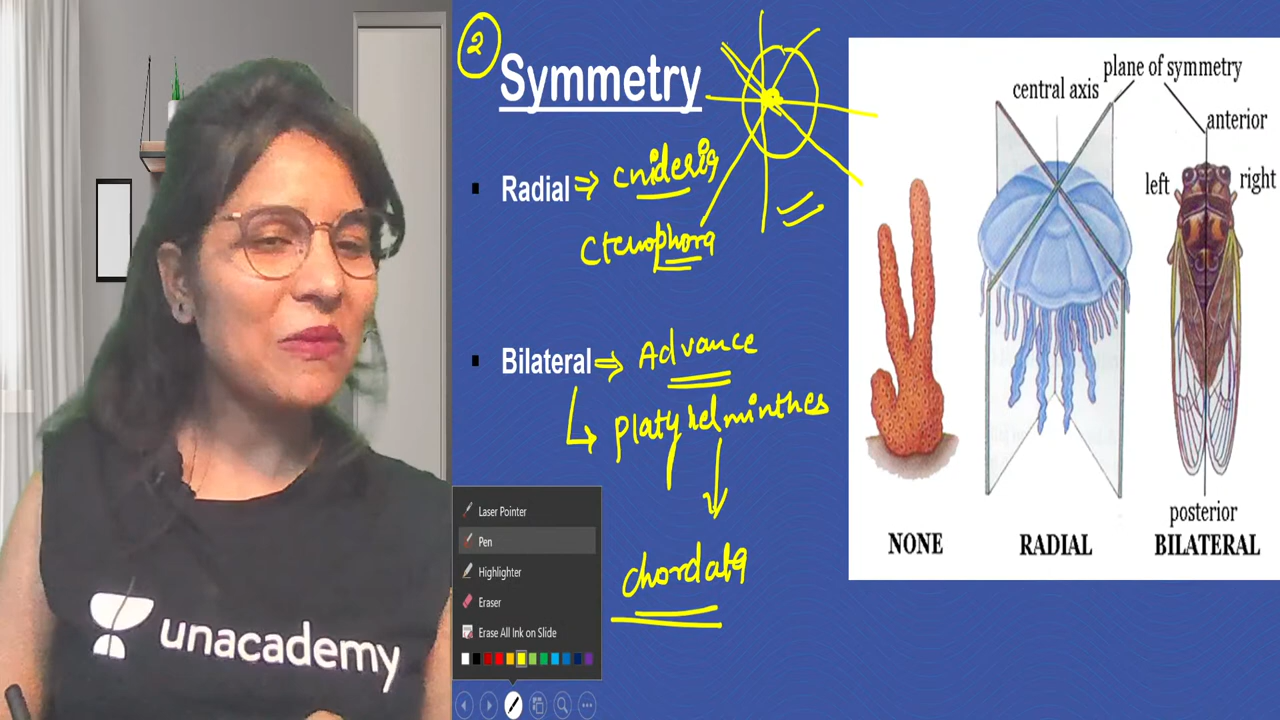 2
Symmetry
Radial ⇒ cnideria
Ctenophora
Bilateral ⇒ Advance
platyhelminthes
chordata
central axis
plane of symmetry
anterior
left
right
posterior
NONE
RADIAL
BILATERAL
Laser Pointer
Pen
Highlighter
Eraser
Erase All Ink on Slide
unacademy